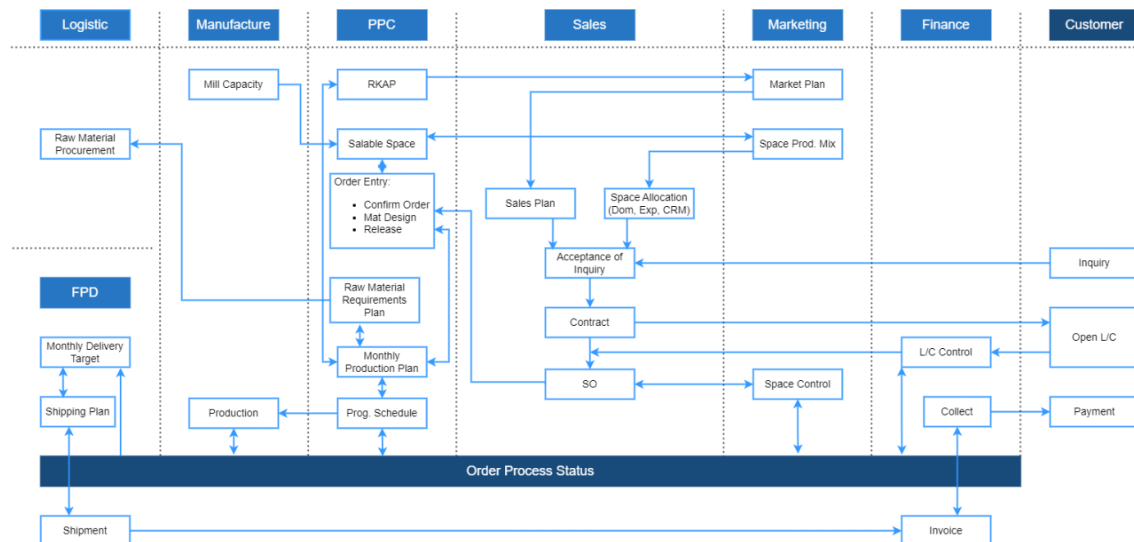 Logistic
Manufacture
PPC
Sales
Marketing
Finance
Customer
Mill Capacity
RKAP
Market Plan
Raw Material
Procurement
Salable Space
Space Prod. Mix
Order Entry:
• Confirm Order
• Mat Design
• Release
Sales Plan
Space Allocation
(Dom, Exp, CRM)
Acceptance of
Inquiry
Inquiry
FPD
Raw Material
Requirements
Plan
Contract
Open L/C
Monthly Delivery
Target
Monthly
Production Plan
L/C Control
SO
Space Control
Shipping Plan
Production
Prog. Schedule
Collect
Payment
Order Process Status
Shipment
Invoice